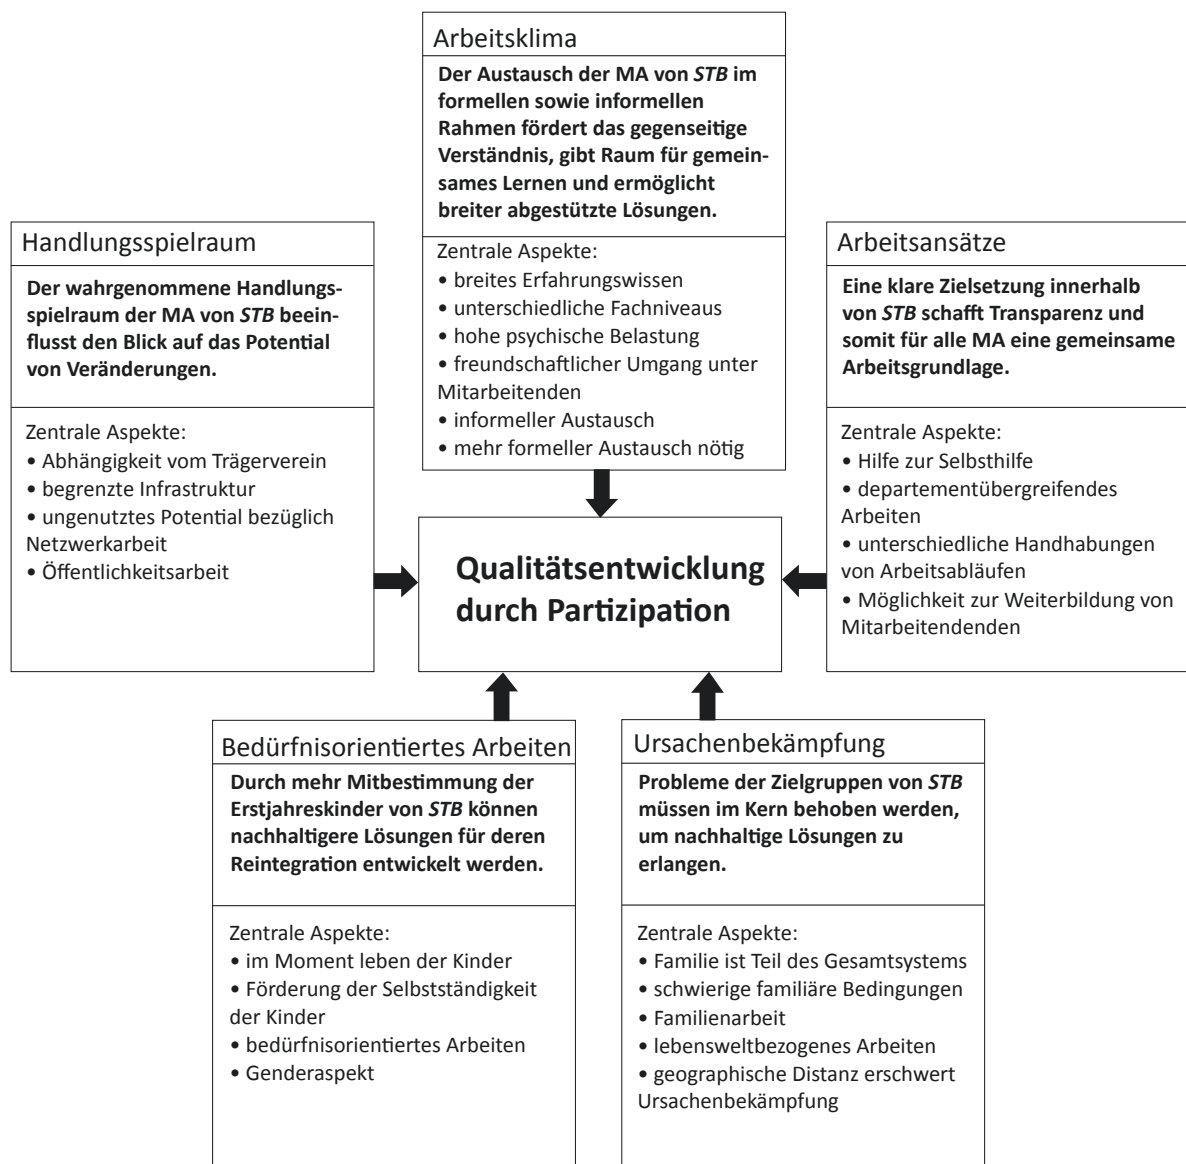 Arbeitsklima
Der Austausch der MA von STB im
formellen sowie informellen
Rahmen fördert das gegenseitige
Verständnis, gibt Raum für gemein-
sames Lernen und ermöglicht
breiter abgestützte Lösungen.
Zentrale Aspekte:
• breites Erfahrungswissen
• unterschiedliche Fachniveaus
• hohe psychische Belastung
• freundschaftlicher Umgang unter
Mitarbeitenden
• informeller Austausch
• mehr formeller Austausch nötig
Handlungsspielraum
Der wahrgenommene Handlungs-
spielraum der MA von STB beein-
flusst den Blick auf das Potential
von Veränderungen.
Zentrale Aspekte:
• Abhängigkeit vom Trägerverein
• begrenzte Infrastruktur
• ungenutztes Potential bezüglich
Netzwerkarbeit
• Öffentlichkeitsarbeit
Qualitätsentwicklung
durch Partizipation
Arbeitsansätze
Eine klare Zielsetzung innerhalb
von STB schafft Transparenz und
somit für alle MA eine gemeinsame
Arbeitsgrundlage.
Zentrale Aspekte:
• Hilfe zur Selbsthilfe
• departementübergreifendes
Arbeiten
• unterschiedliche Handhabungen
von Arbeitsabläufen
• Möglichkeit zur Weiterbildung von
Mitarbeitendenden
Bedürfnisorientiertes Arbeiten
Durch mehr Mitbestimmung der
Erstjahreskinder von STB können
nachhaltigere Lösungen für deren
Reintegration entwickelt werden.
Zentrale Aspekte:
• im Moment leben der Kinder
• Förderung der Selbstständigkeit
der Kinder
• bedürfnisorientiertes Arbeiten
• Genderaspekt
Ursachenbekämpfung
Probleme der Zielgruppen von STB
müssen im Kern behoben werden,
um nachhaltige Lösungen zu
erlangen.
Zentrale Aspekte:
• Familie ist Teil des Gesamtsystems
• schwierige familiäre Bedingungen
• Familienarbeit
• lebensweltbezogenes Arbeiten
• geographische Distanz erschwert
Ursachenbekämpfung